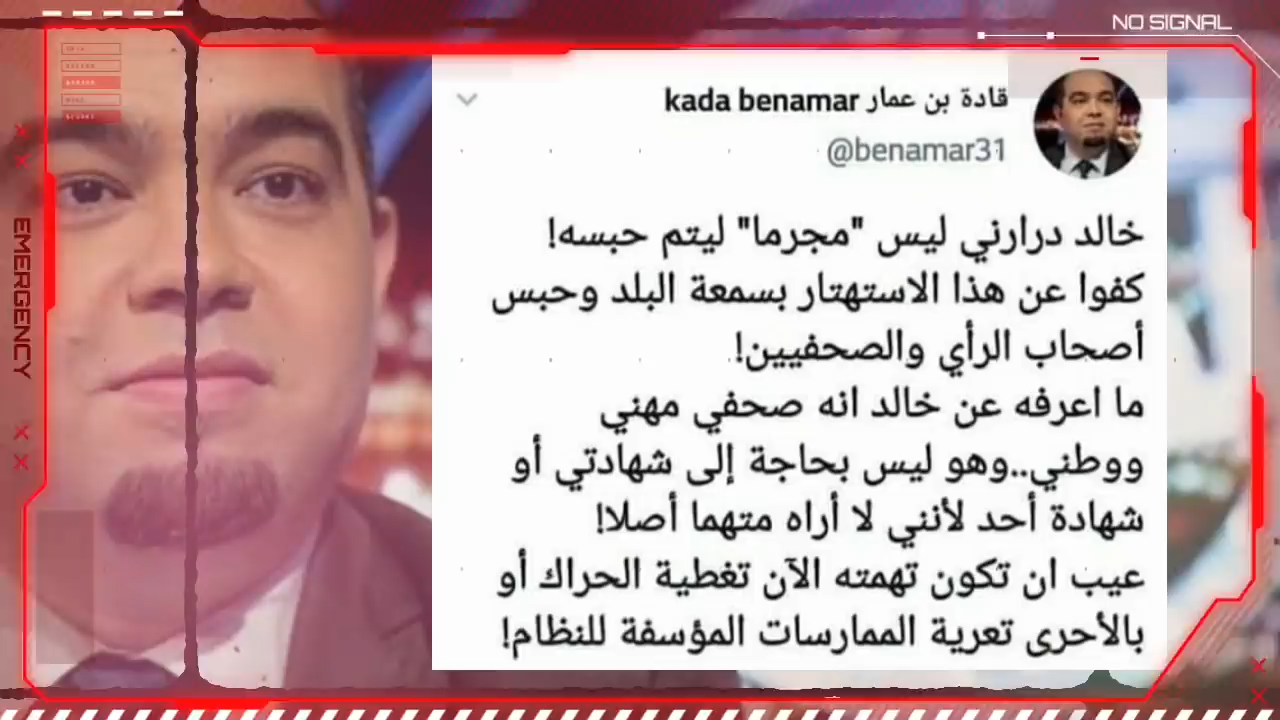 NO SIGNAL
EMERGENCY
قادة بن عمار kada benamar
@benamar31
خالد درارني ليس "مجرما" ليتم حبسه!
كفوا عن هذا الاستهتار بسمعة البلد وحبس
أصحاب الرأي والصحفيين!
ما اعرفه عن خالد انه صحفي مهني
ووطني..وهو ليس بحاجة إلى شهادتي أو
شهادة أحد لأنني لا أراه متهما أصلا!
عيب ان تكون تهمته الآن تغطية الحراك أو
بالأحرى تعرية الممارسات المؤسفة للنظام!